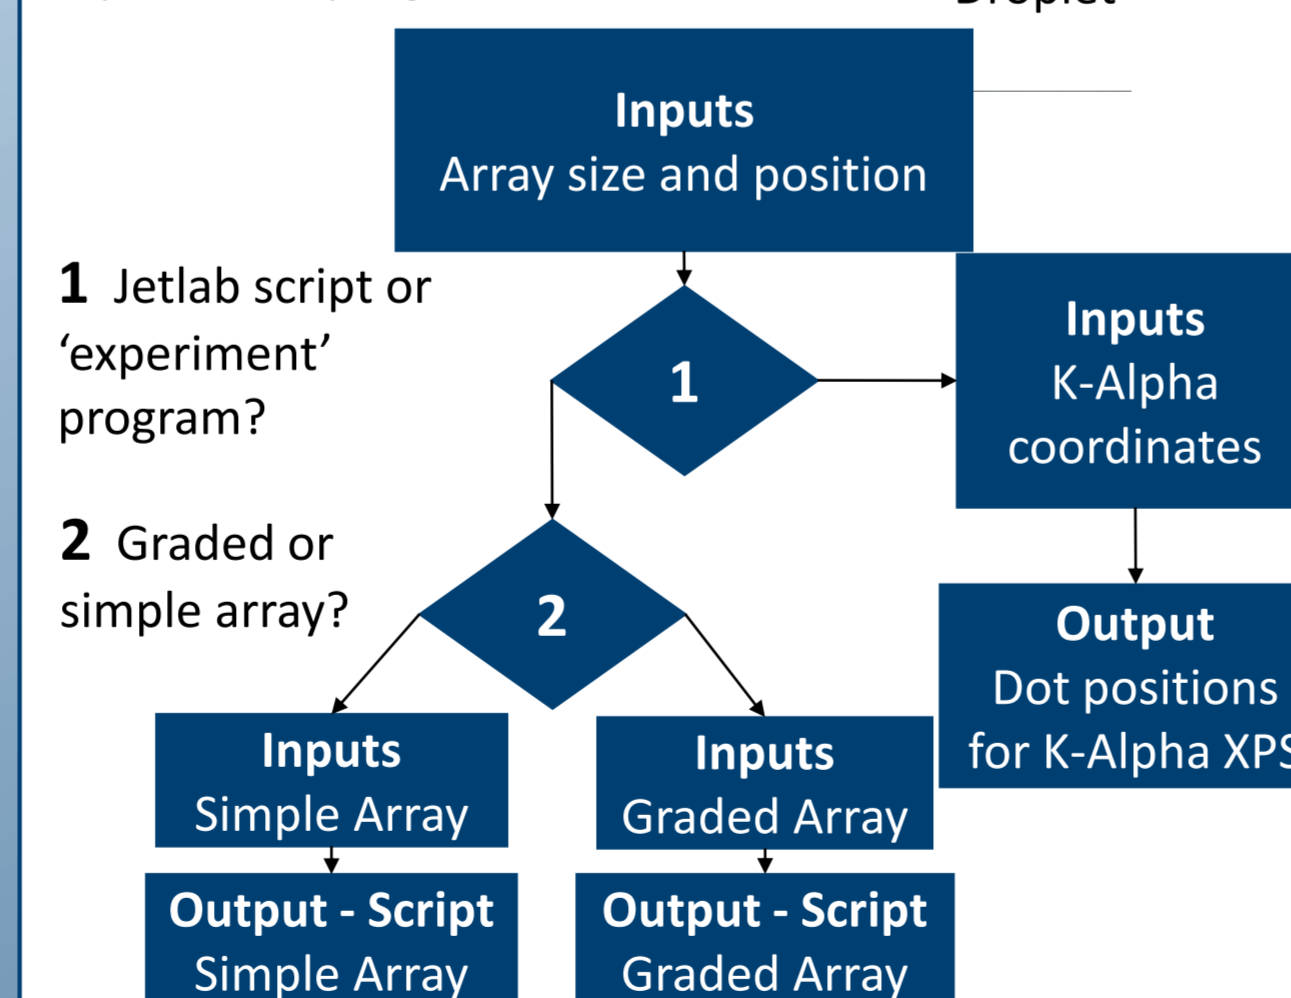 Droplet
Inputs
Array size and position
1 Jetlab script or
‘experiment’
program?
1
Inputs
K-Alpha
coordinates
2 Graded or
simple array?
2
Output
Dot positions
for K-Alpha XPS
Inputs
Simple Array
Inputs
Graded Array
Output - Script
Simple Array
Output - Script
Graded Array